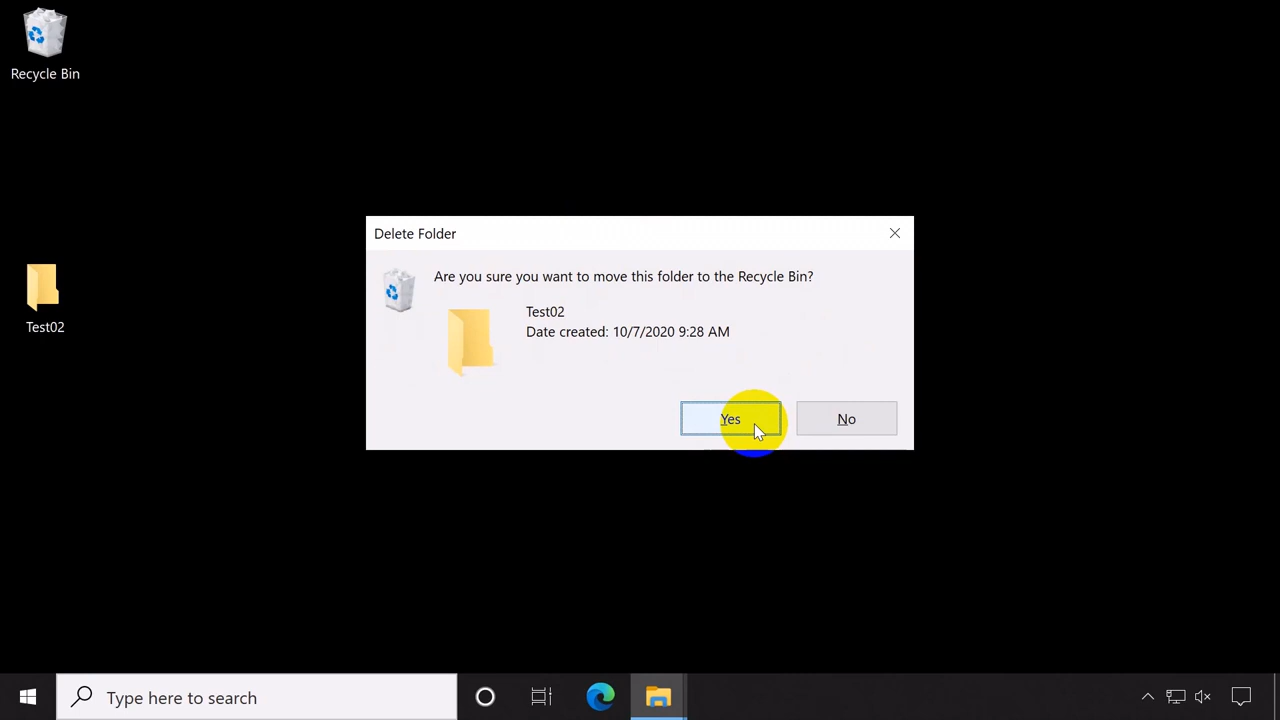 Recycle Bin
Test02
Delete Folder
Are you sure you want to move this folder to the Recycle Bin?
Test02
Date created: 10/7/2020 9:28 AM
Yes
No
Type here to search